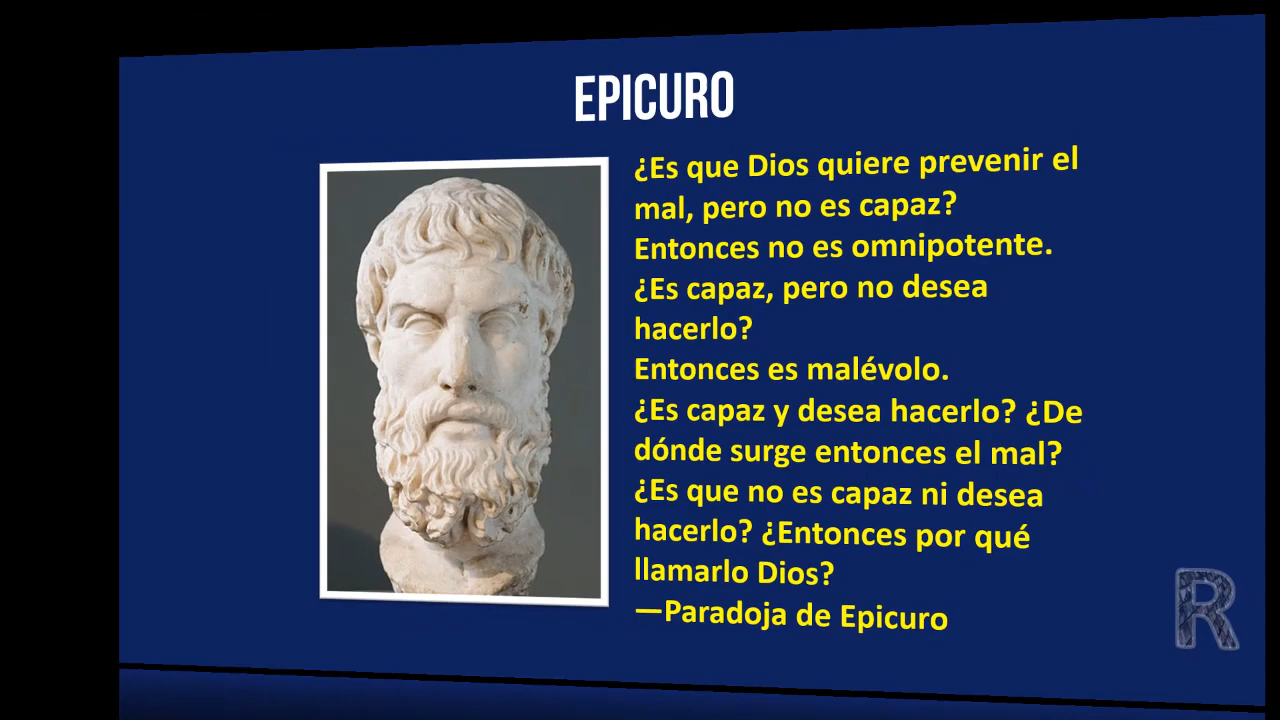 EPICURO
¿Es que Dios quiere prevenir el
mal, pero no es capaz?
Entonces no es omnipotente.
¿Es capaz, pero no desea
hacerlo?
Entonces es malévolo.
¿Es capaz y desea hacerlo? ¿De
dónde surge entonces el mal?
¿Es que no es capaz ni desea
hacerlo? ¿Entonces por qué
llamarlo Dios?
—Paradoja de Epicuro
R